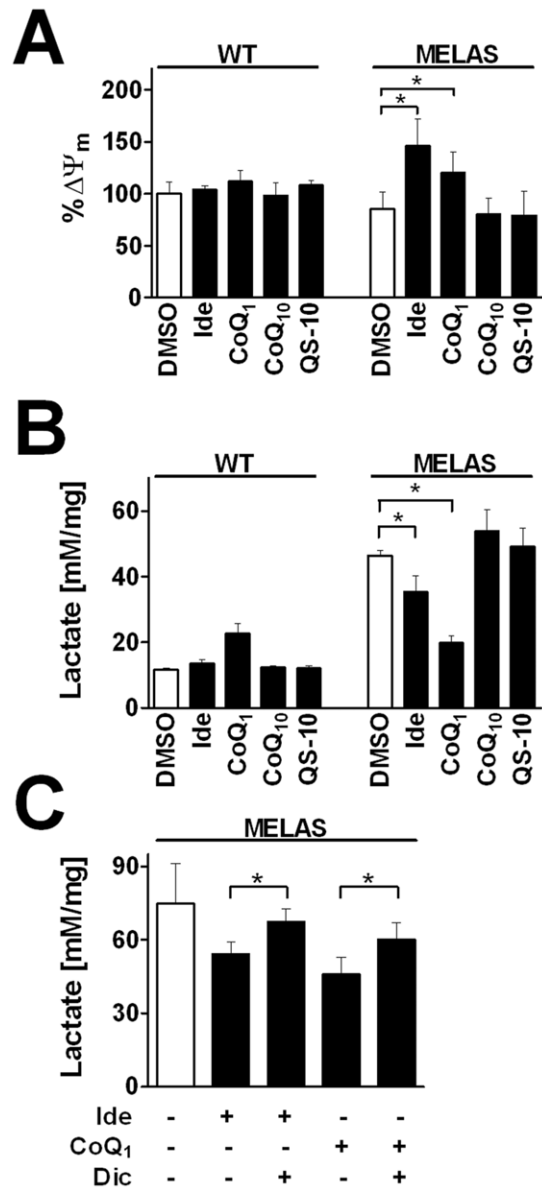 A
WT MELAS
%ΔΨm
200
150
100
50
0
* *
DMSO Ide CoQ1 CoQ10 QS-10 DMSO Ide CoQ1 CoQ10 QS-10
B
WT MELAS
Lactate [mM/mg]
60
40
20
0
* *
DMSO Ide CoQ1 CoQ10 QS-10 DMSO Ide CoQ1 CoQ10 QS-10
C
MELAS
Lactate [mM/mg]
90
60
30
0
* *
Ide - + + - -
CoQ1 - - - + +
Dic - - + - +